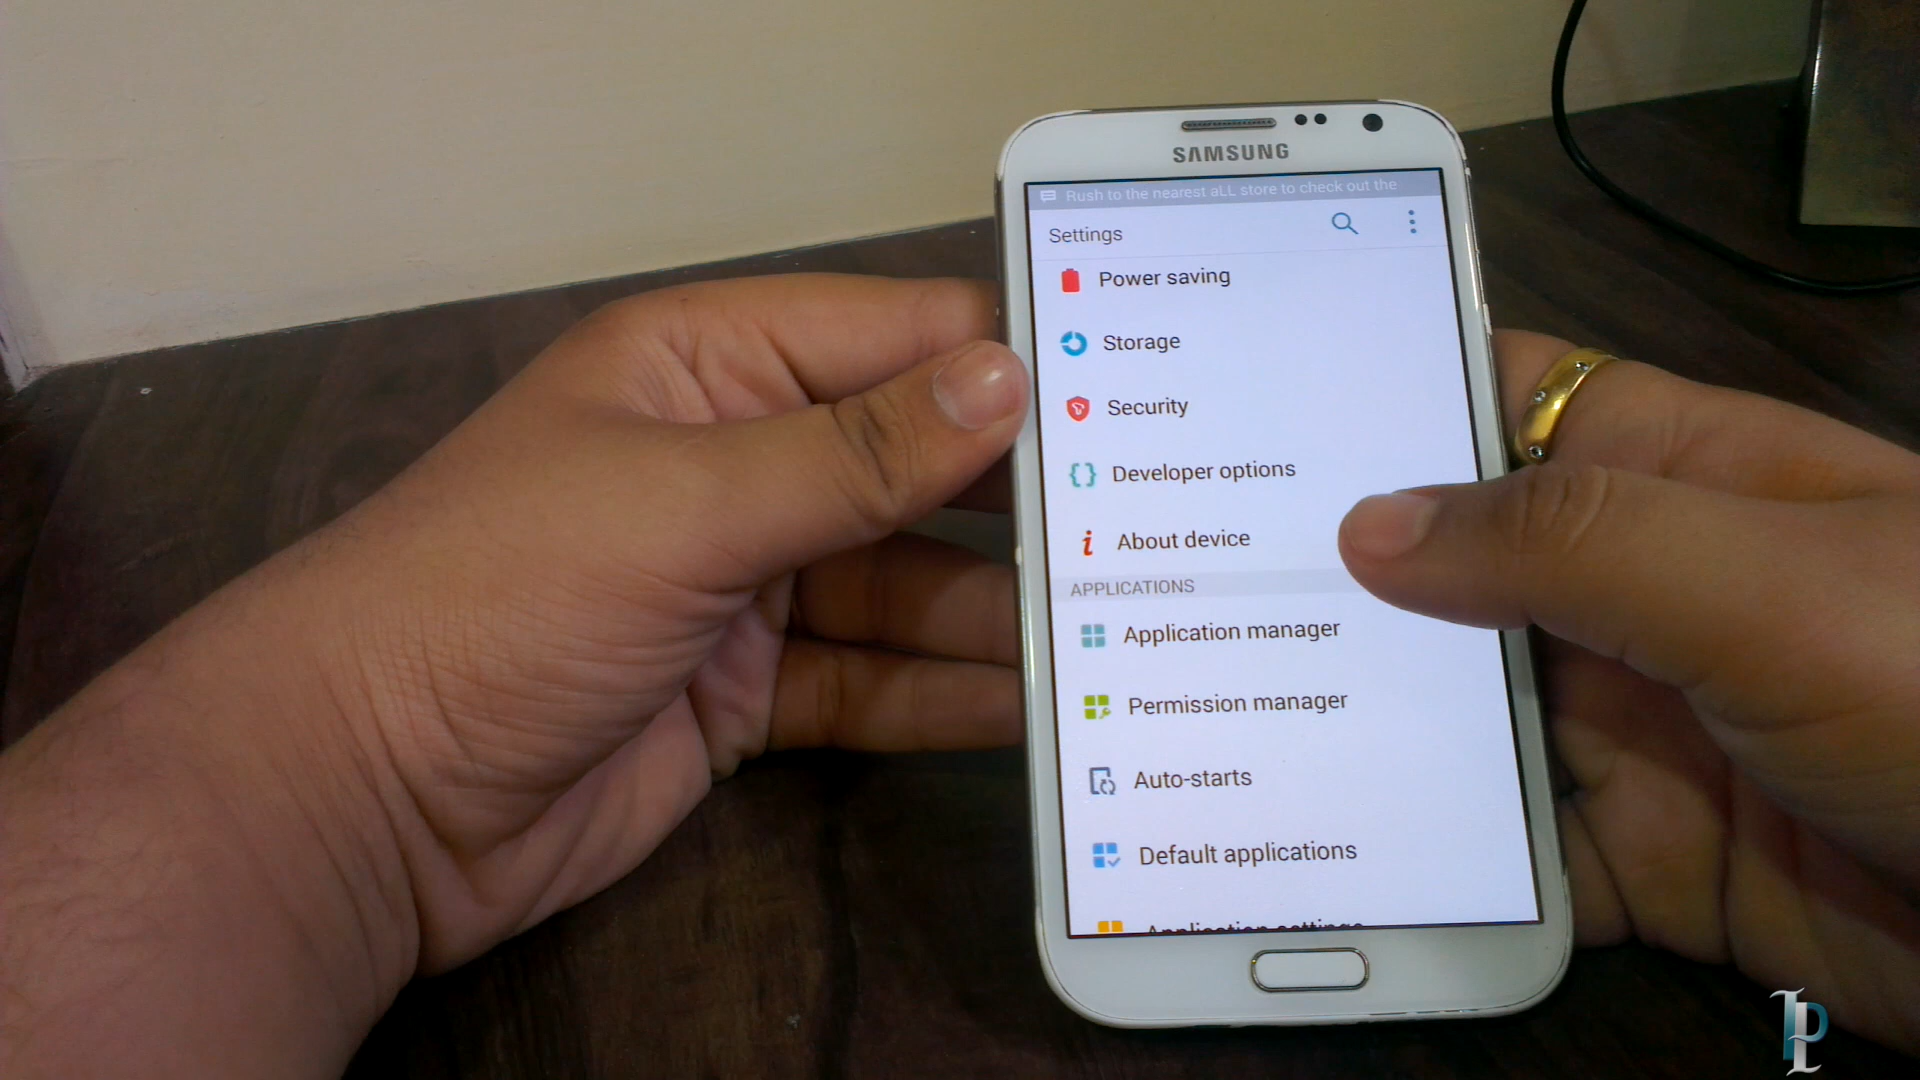 SAMSUNG
Rush to the nearest aLL store to check out the
Settings
Power saving
Storage
Security
Developer options
About device
APPLICATIONS
Application manager
Permission manager
Auto-starts
Default applications
Application settings